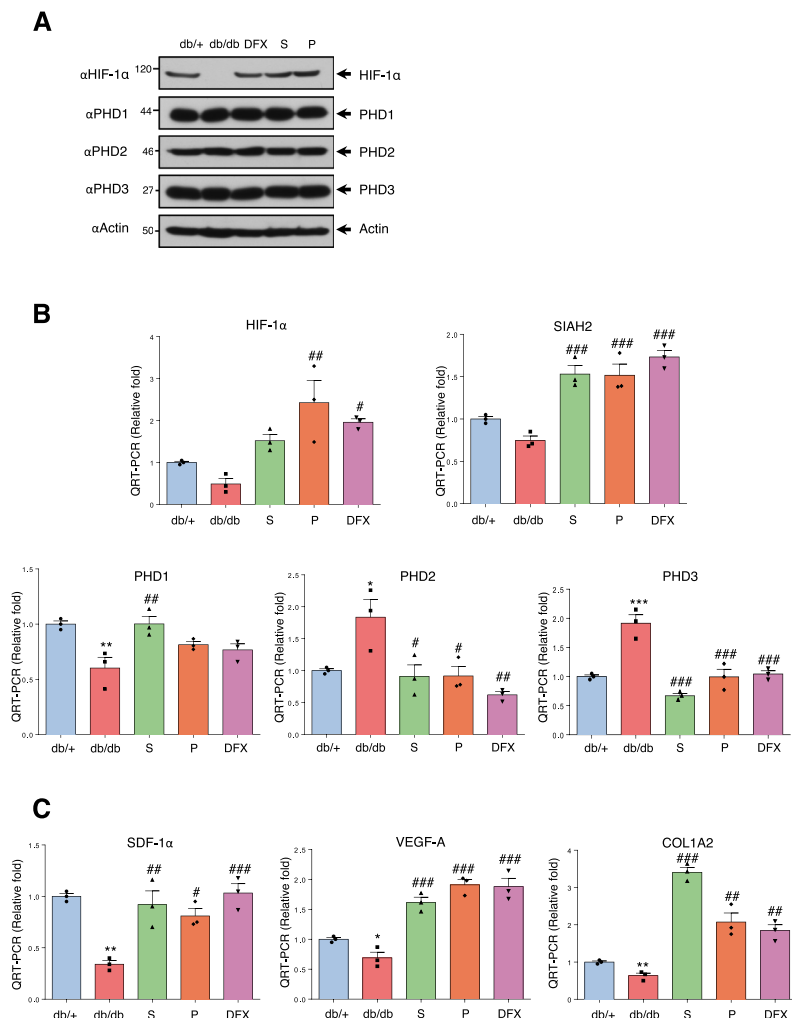 A
db/+ db/db DFX S P
αHIF-1α 120 HIF-1α
αPHD1 44 PHD1
αPHD2 46 PHD2
αPHD3 27 PHD3
αActin 50 Actin
B
HIF-1α
QRT-PCR (Relative fold)
4
3
2
1
0
## #
db/+ db/db S P DFX
SIAH2
QRT-PCR (Relative fold)
2.0
1.5
1.0
0.5
0.0
### ### ###
db/+ db/db S P DFX
PHD1
QRT-PCR (Relative fold)
1.5
1.0
0.5
0.0
** ##
db/+ db/db S P DFX
PHD2
QRT-PCR (Relative fold)
2.5
2.0
1.5
1.0
0.5
0.0
* # # ##
db/+ db/db S P DFX
PHD3
QRT-PCR (Relative fold)
2.5
2.0
1.5
1.0
0.5
0.0
*** ### ### ###
db/+ db/db S P DFX
C
SDF-1α
QRT-PCR (Relative fold)
1.5
1.0
0.5
0.0
** ## # ###
db/+ db/db S P DFX
VEGF-A
QRT-PCR (Relative fold)
2.5
2.0
1.5
1.0
0.5
0.0
* ### ### ###
db/+ db/db S P DFX
COL1A2
QRT-PCR (Relative fold)
4
3
2
1
0
** ### ## ##
db/+ db/db S P DFX